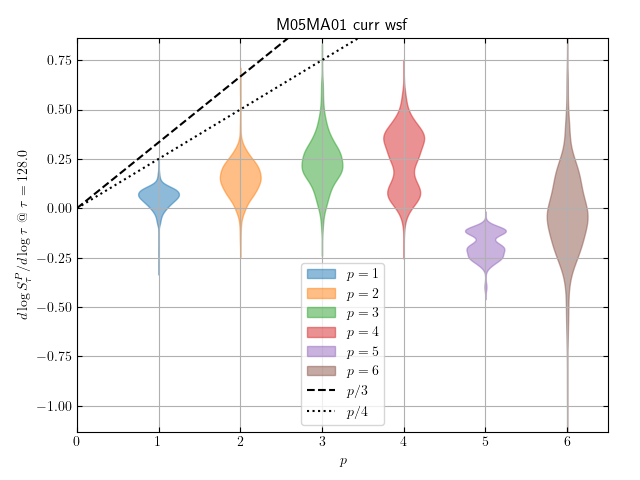 M05MA01 curr wsf
d log S_τ^P / d log τ @ τ = 128.0
0.75
0.50
0.25
0.00
−0.25
−0.50
−0.75
−1.00
p = 1
p = 2
p = 3
p = 4
p = 5
p = 6
p/3
p/4
0 1 2 3 4 5 6
p